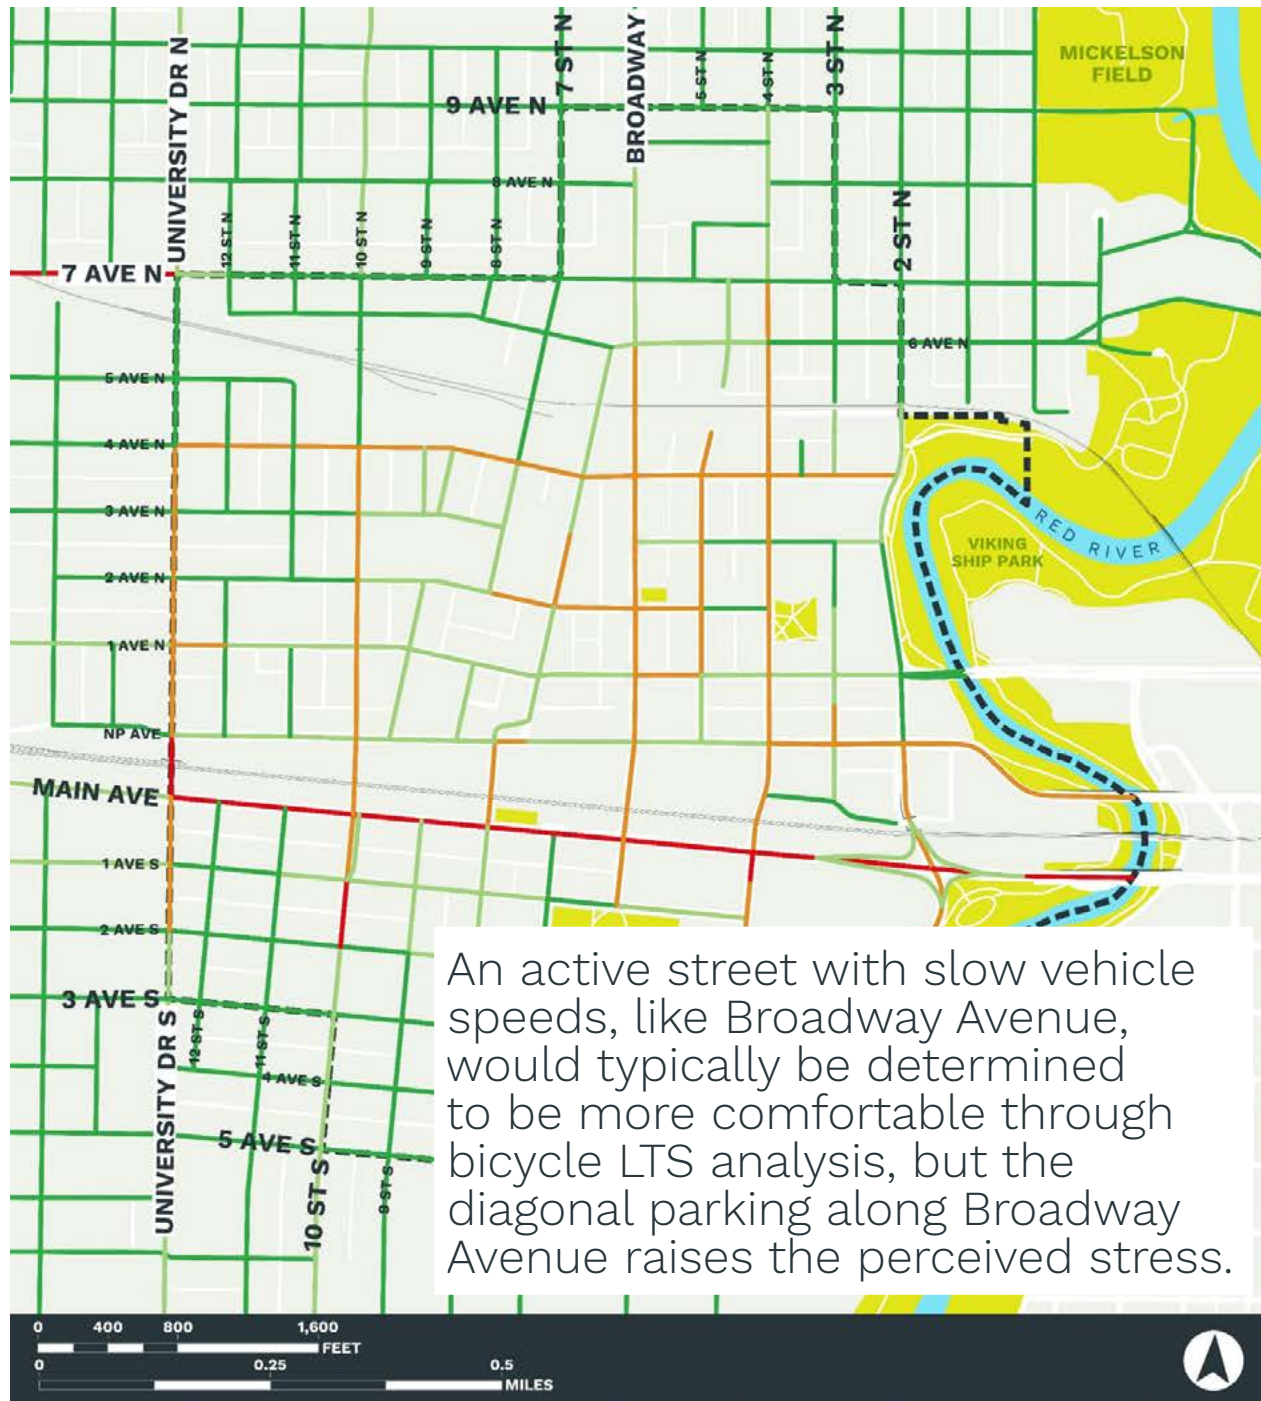 MICKELSON
FIELD
UNIVERSITY DR N
7 ST N
BROADWAY
5 ST N
4 ST N
3 ST N
9 AVE N
8 AVE N
12 ST N
11 ST N
10 ST N
9 ST N
8 ST N
2 ST N
7 AVE N
6 AVE N
5 AVE N
4 AVE N
3 AVE N
RED RIVER
VIKING
SHIP PARK
2 AVE N
1 AVE N
NP AVE
MAIN AVE
1 AVE S
2 AVE S
3 AVE S
12 ST S
11 ST S
4 AVE S
UNIVERSITY DR S
5 AVE S
10 ST S
9 ST S
An active street with slow vehicle
speeds, like Broadway Avenue,
would typically be determined
to be more comfortable through
bicycle LTS analysis, but the
diagonal parking along Broadway
Avenue raises the perceived stress.
0 400 800 1,600
FEET
0 0.25 0.5
MILES